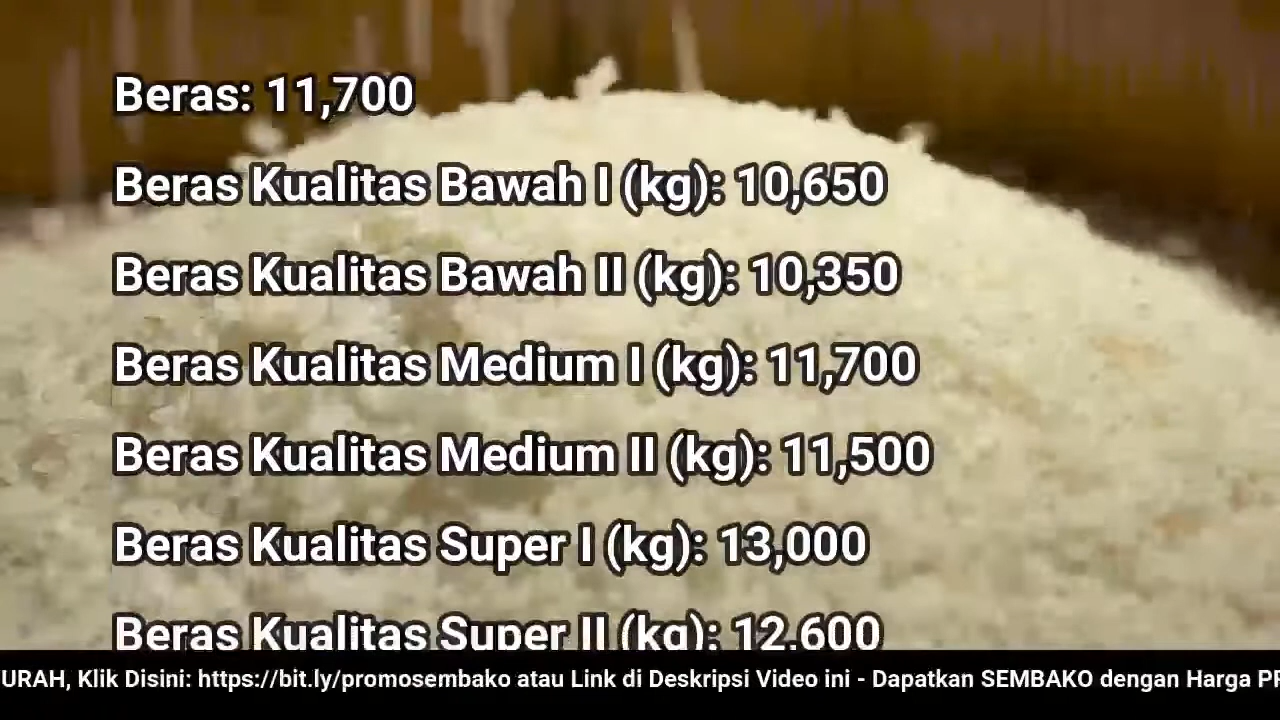 Beras: 11,700
Beras Kualitas Bawah I (kg): 10,650
Beras Kualitas Bawah II (kg): 10,350
Beras Kualitas Medium I (kg): 11,700
Beras Kualitas Medium II (kg): 11,500
Beras Kualitas Super I (kg): 13,000
Beras Kualitas Super II (kg): 12,600
URAH, Klik Disini: https://bit.ly/promosembako atau Link di Deskripsi Video ini - Dapatkan SEMBAKO dengan Harga